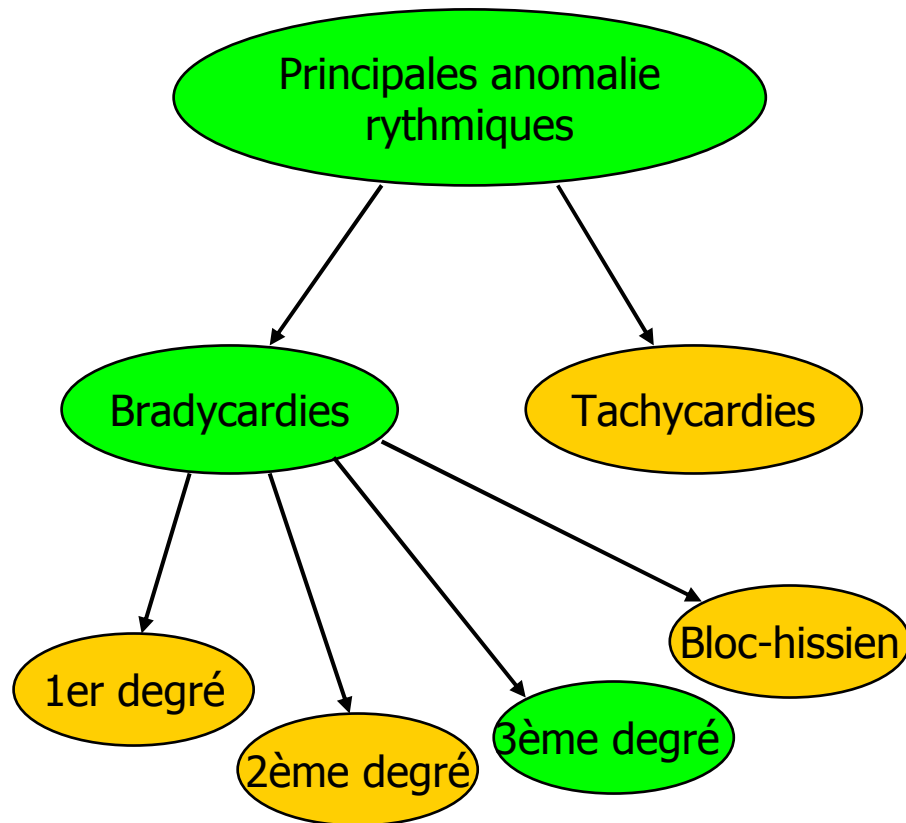 Principales anomalie
rythmiques
Bradycardies
Tachycardies
Bloc-hissien
1er degré
3ème degré
2ème degré